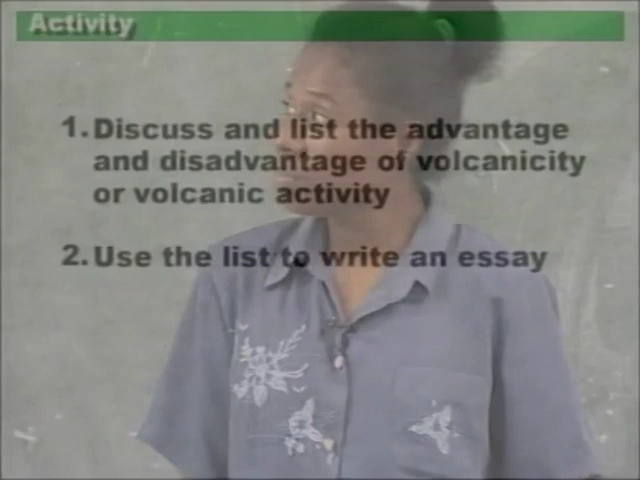 Activity
1. Discuss and list the advantage
and disadvantage of volcanicity
or volcanic activity
2. Use the list to write an essay